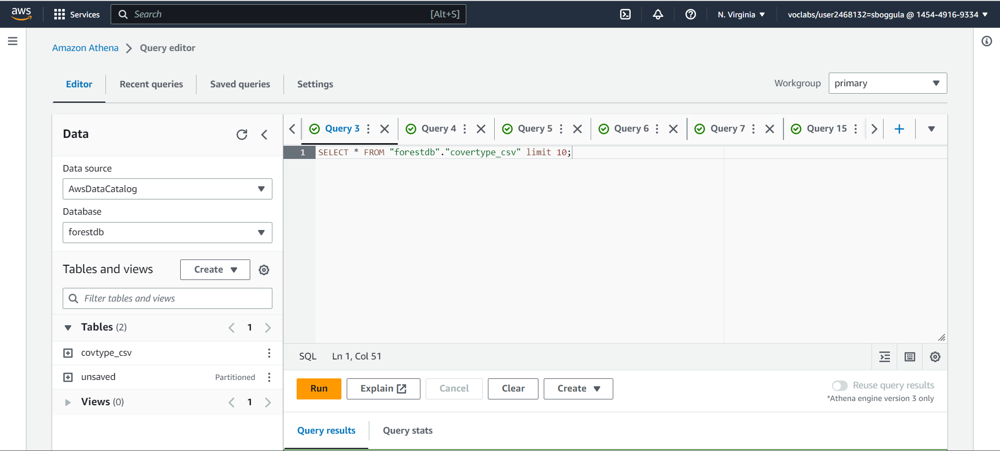 aws
Services
Search
[Alt+S]
N. Virginia
voclabs/user2468132=sboggula @ 1454-4916-9334
Amazon Athena
Query editor
Editor
Recent queries
Saved queries
Settings
Workgroup
primary
Data
Data source
AwsDataCatalog
Database
forestdb
Tables and views
Create
Filter tables and views
Tables (2)
1
covtype_csv
unsaved
Partitioned
Views (0)
1
Query 3
Query 4
Query 5
Query 6
Query 7
Query 15
1
SELECT * FROM "forestdb"."covertype_csv" limit 10;
SQL
Ln 1, Col 51
Run
Explain
Cancel
Clear
Create
Reuse query results
*Athena engine version 3 only
Query results
Query stats